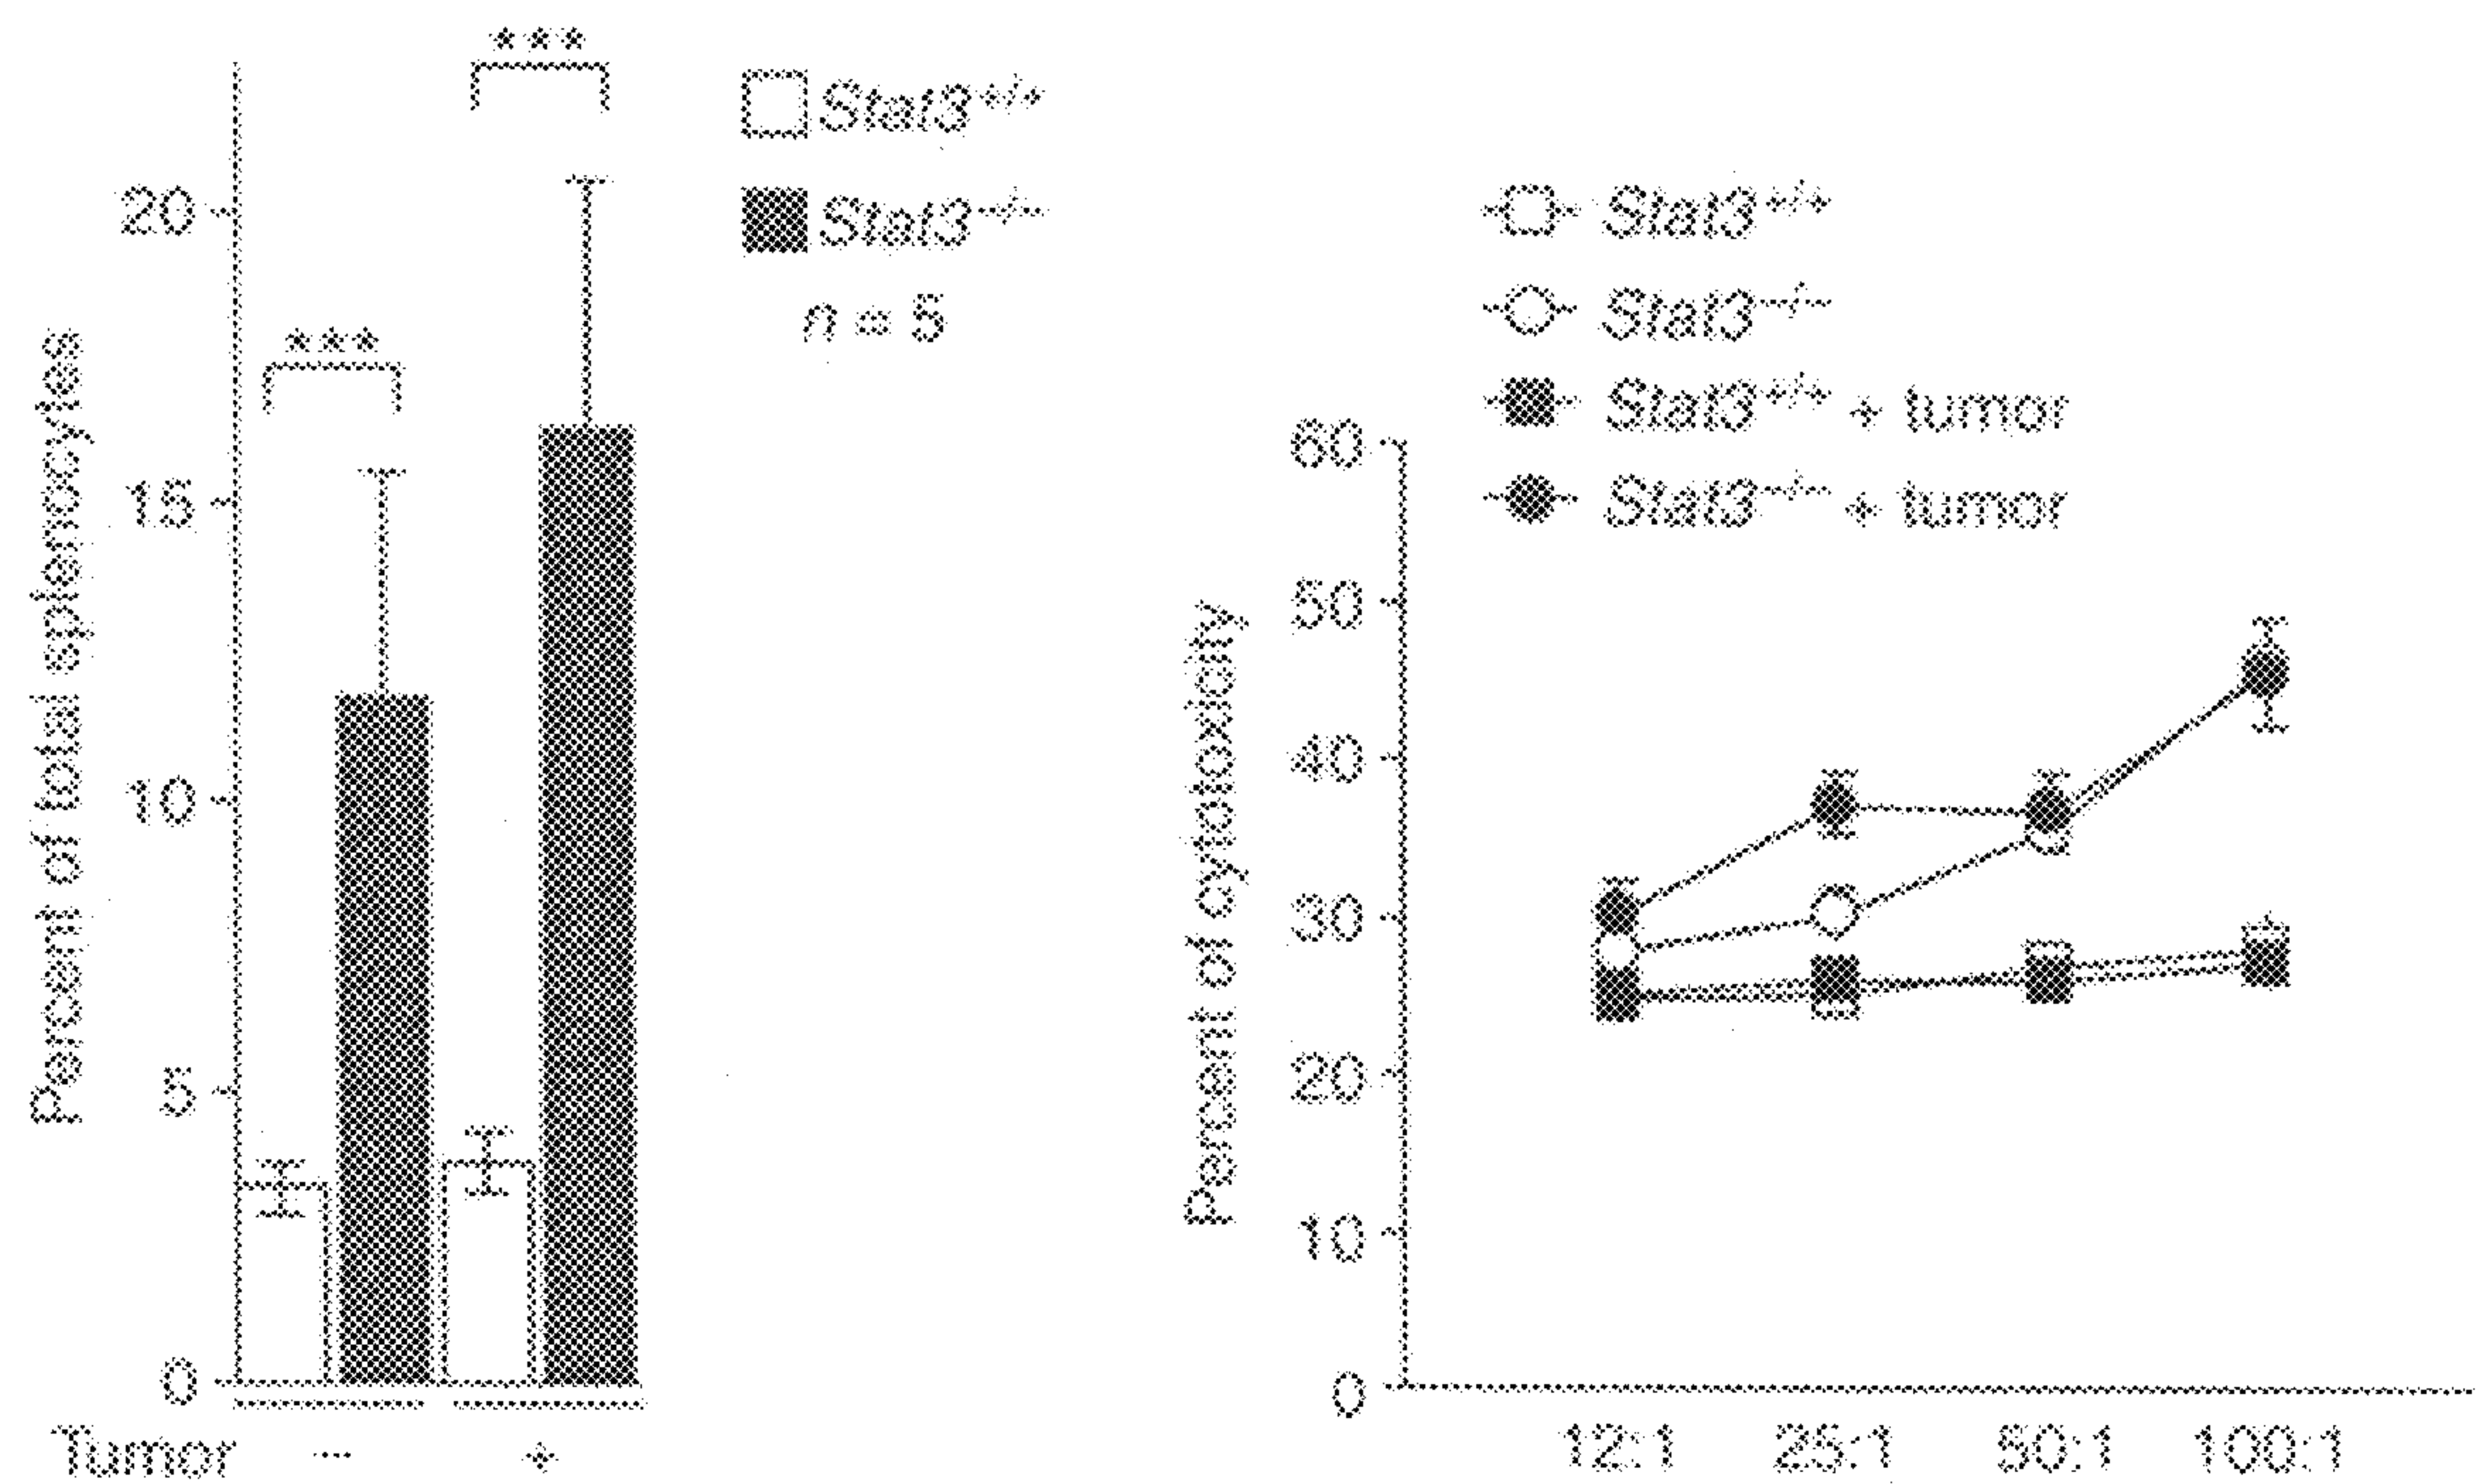 ***
Stat3+/+
Stat3-/-
n = 5
***
Percent of total splenocytes
20
15
10
5
0
Tumor - +
Stat3+/+
Stat3-/-
Stat3+/+ + tumor
Stat3-/- + tumor
Percent of cytotoxicity
60
50
40
30
20
10
0
12:1 25:1 50:1 100:1